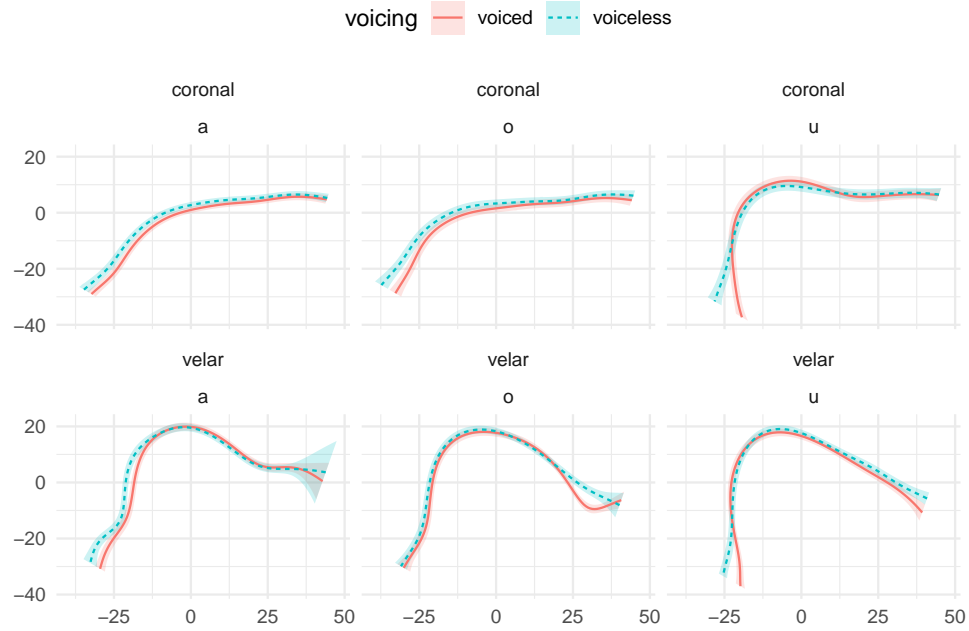 voicing voiced voiceless
coronal coronal coronal
a o u
20
0
−20
−40
velar velar velar
a o u
20
0
−20
−40
−25 0 25 50 −25 0 25 50 −25 0 25 50